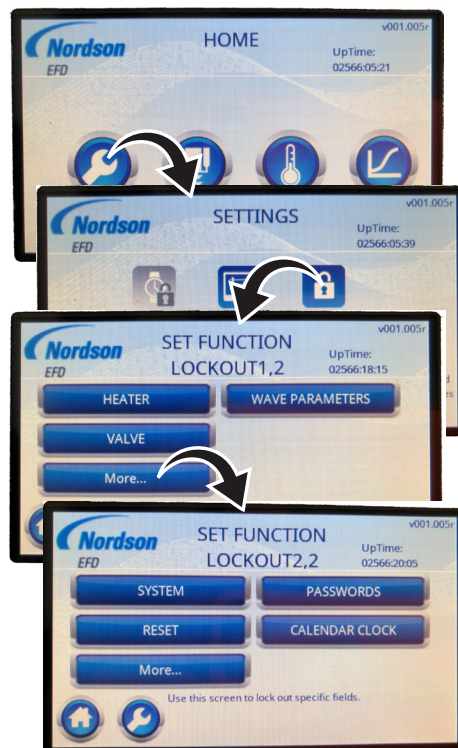 v001.005r
HOME
Nordson
EFD
UpTime:
02566:05:21
v001.005r
SETTINGS
Nordson
EFD
UpTime:
02566:05:39
v001.005r
SET FUNCTION
LOCKOUT1,2
Nordson
EFD
UpTime:
02566:18:15
HEATER
WAVE PARAMETERS
VALVE
More...
v001.005r
SET FUNCTION
LOCKOUT2,2
Nordson
EFD
UpTime:
02566:20:05
SYSTEM
PASSWORDS
RESET
CALENDAR CLOCK
More...
Use this screen to lock out specific fields.